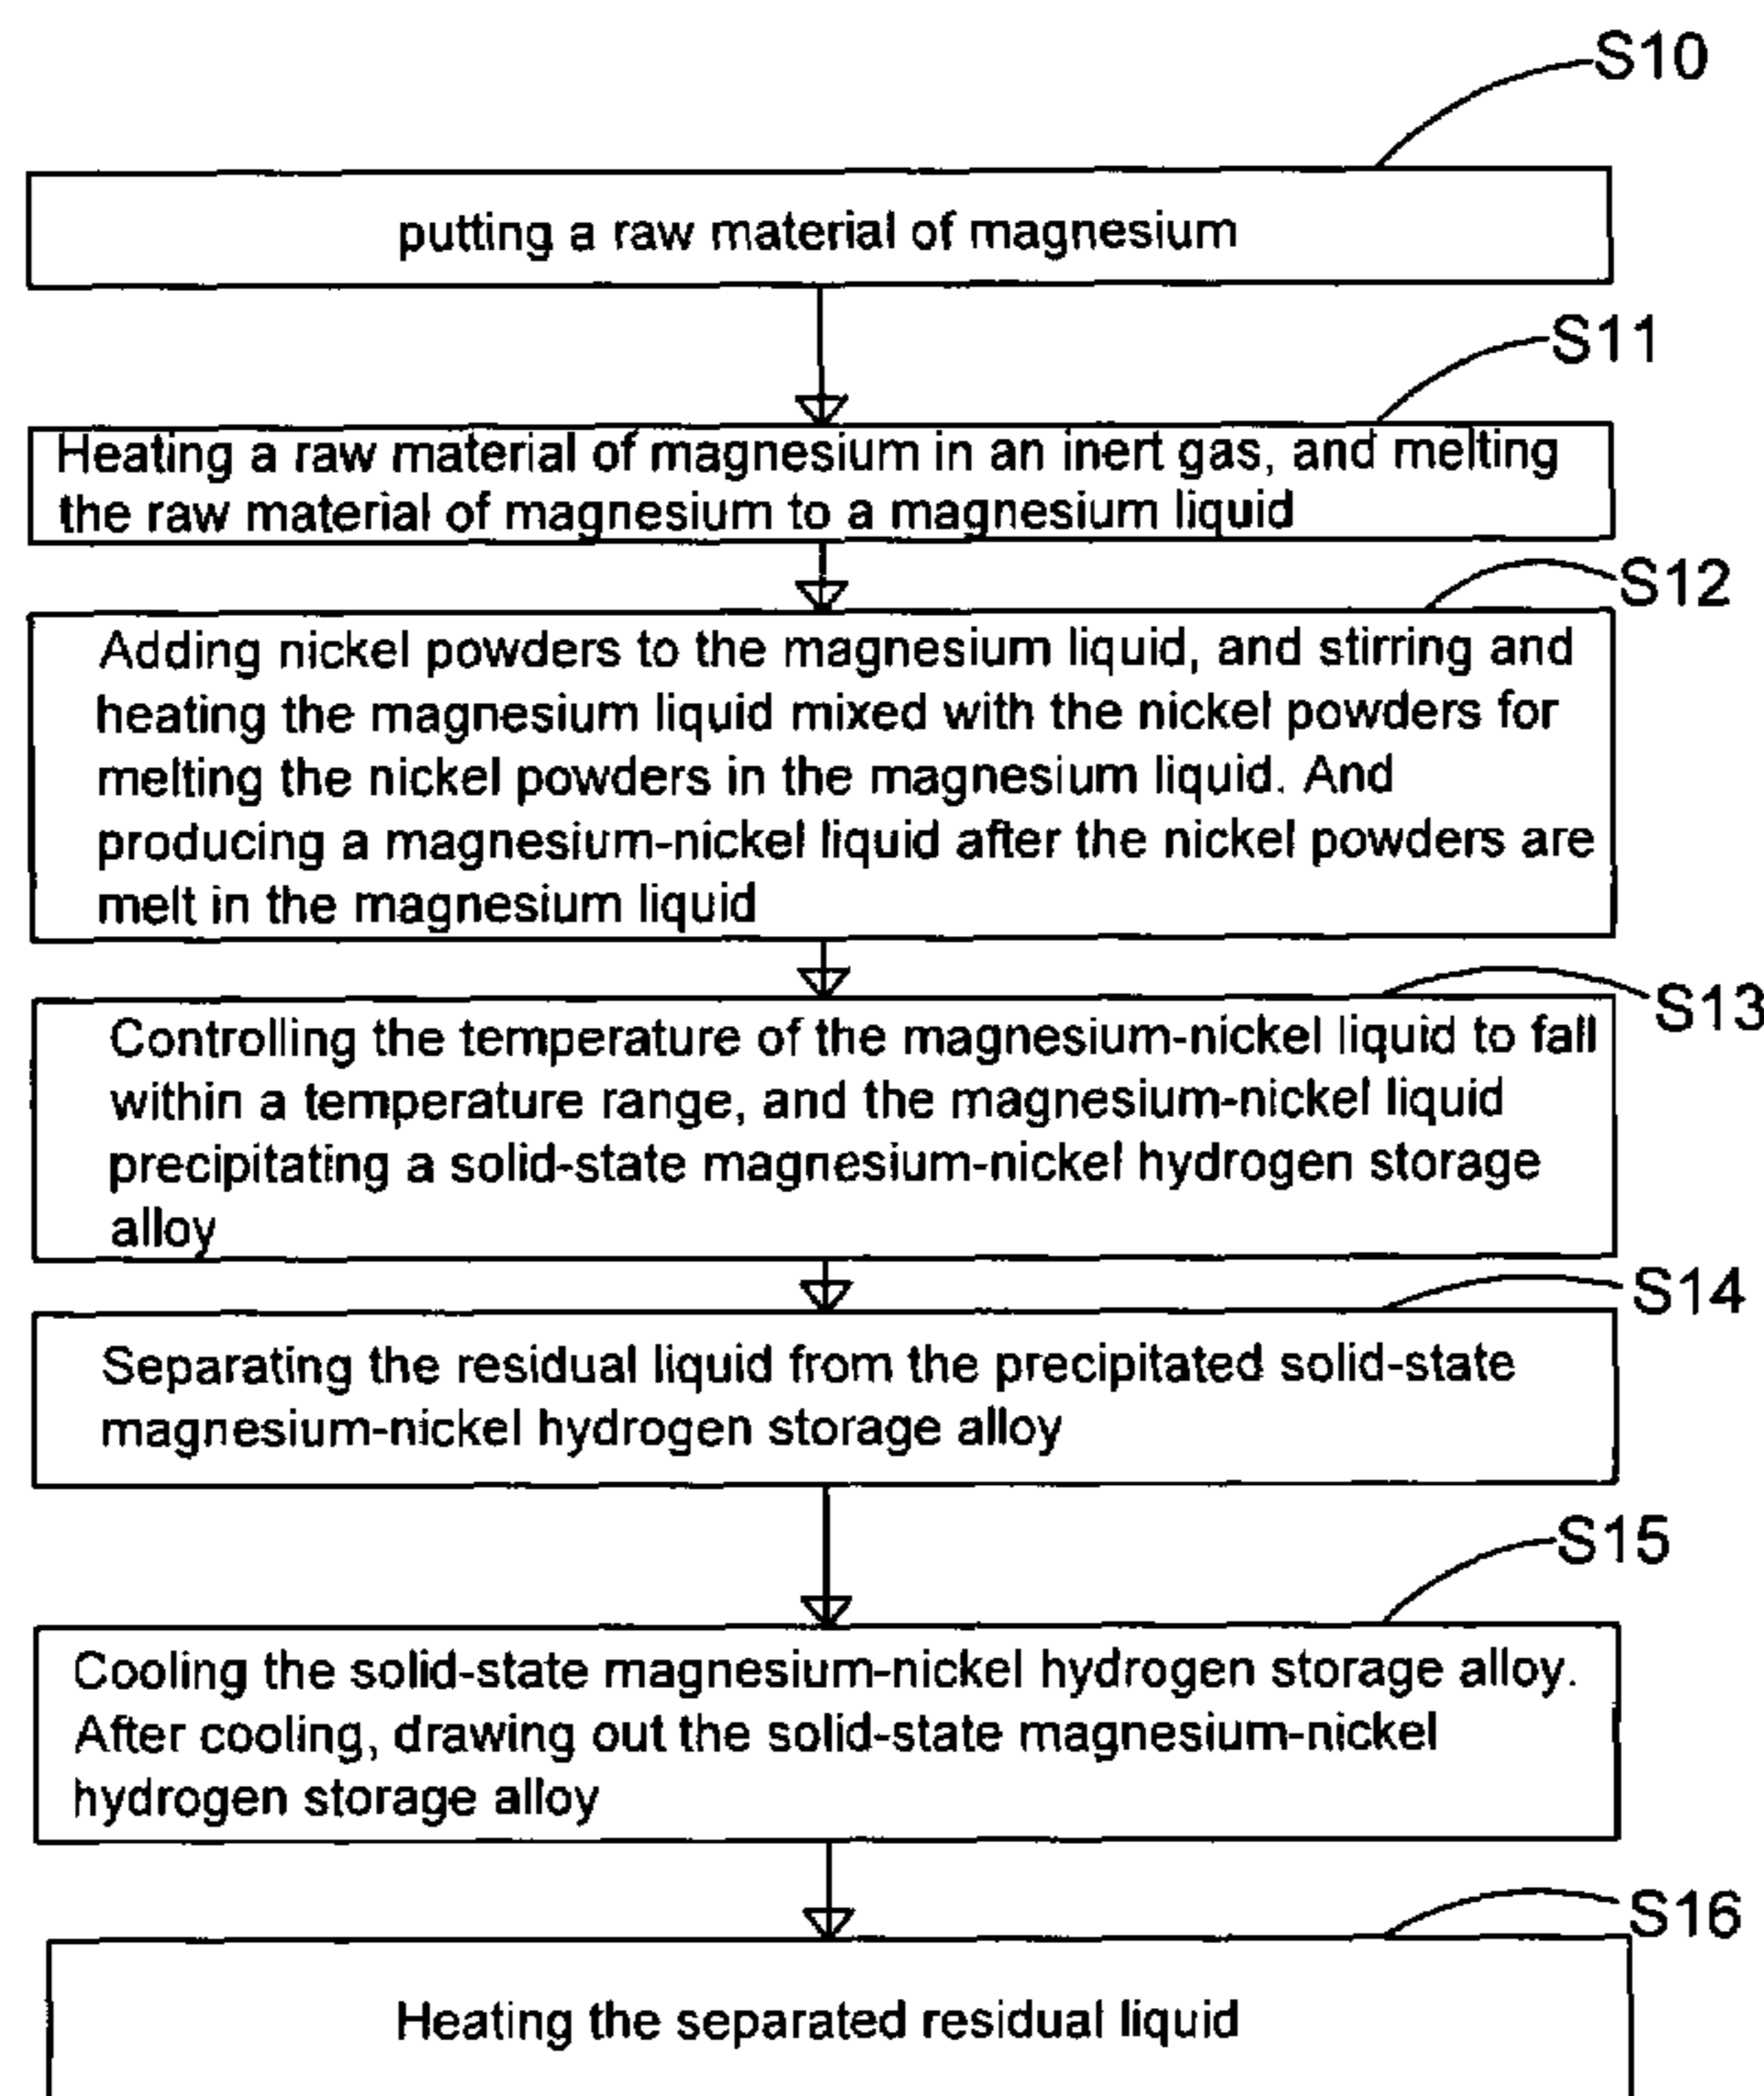 S10
putting a raw material of magnesium
S11
Heating a raw material of magnesium in an inert gas, and melting
the raw material of magnesium to a magnesium liquid
S12
Adding nickel powders to the magnesium liquid, and stirring and
heating the magnesium liquid mixed with the nickel powders for
melting the nickel powders in the magnesium liquid. And
producing a magnesium-nickel liquid after the nickel powders are
melt in the magnesium liquid
S13
Controlling the temperature of the magnesium-nickel liquid to fall
within a temperature range, and the magnesium-nickel liquid
precipitating a solid-state magnesium-nickel hydrogen storage
alloy
S14
Separating the residual liquid from the precipitated solid-state
magnesium-nickel hydrogen storage alloy
S15
Cooling the solid-state magnesium-nickel hydrogen storage alloy.
After cooling, drawing out the solid-state magnesium-nickel
hydrogen storage alloy
S16
Heating the separated residual liquid